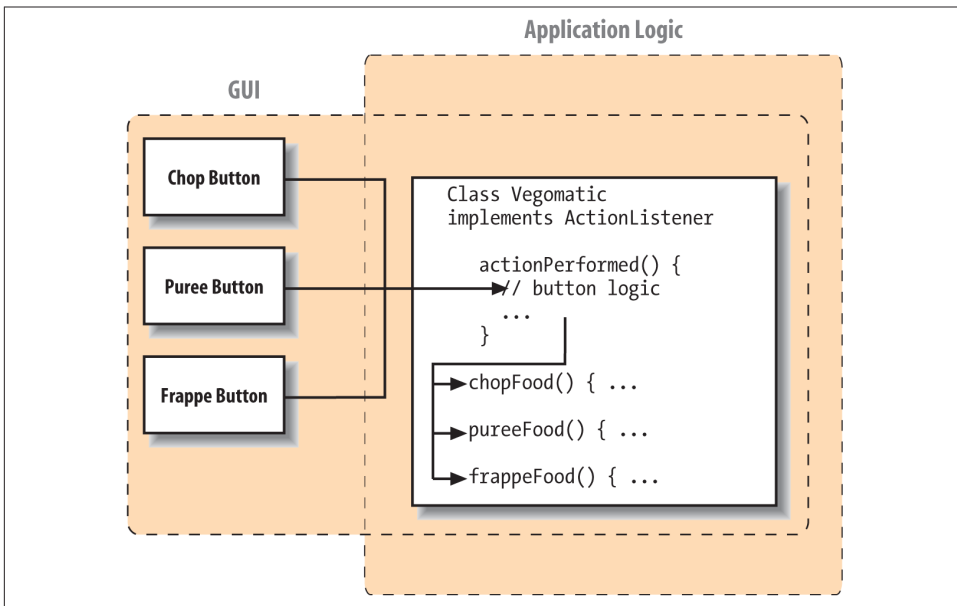 Application Logic
GUI
Chop Button
Puree Button
Frappe Button
Class Vegomatic
implements ActionListener
actionPerformed() {
// button logic
...
}
chopFood() { ...
pureeFood() { ...
frappeFood() { ...